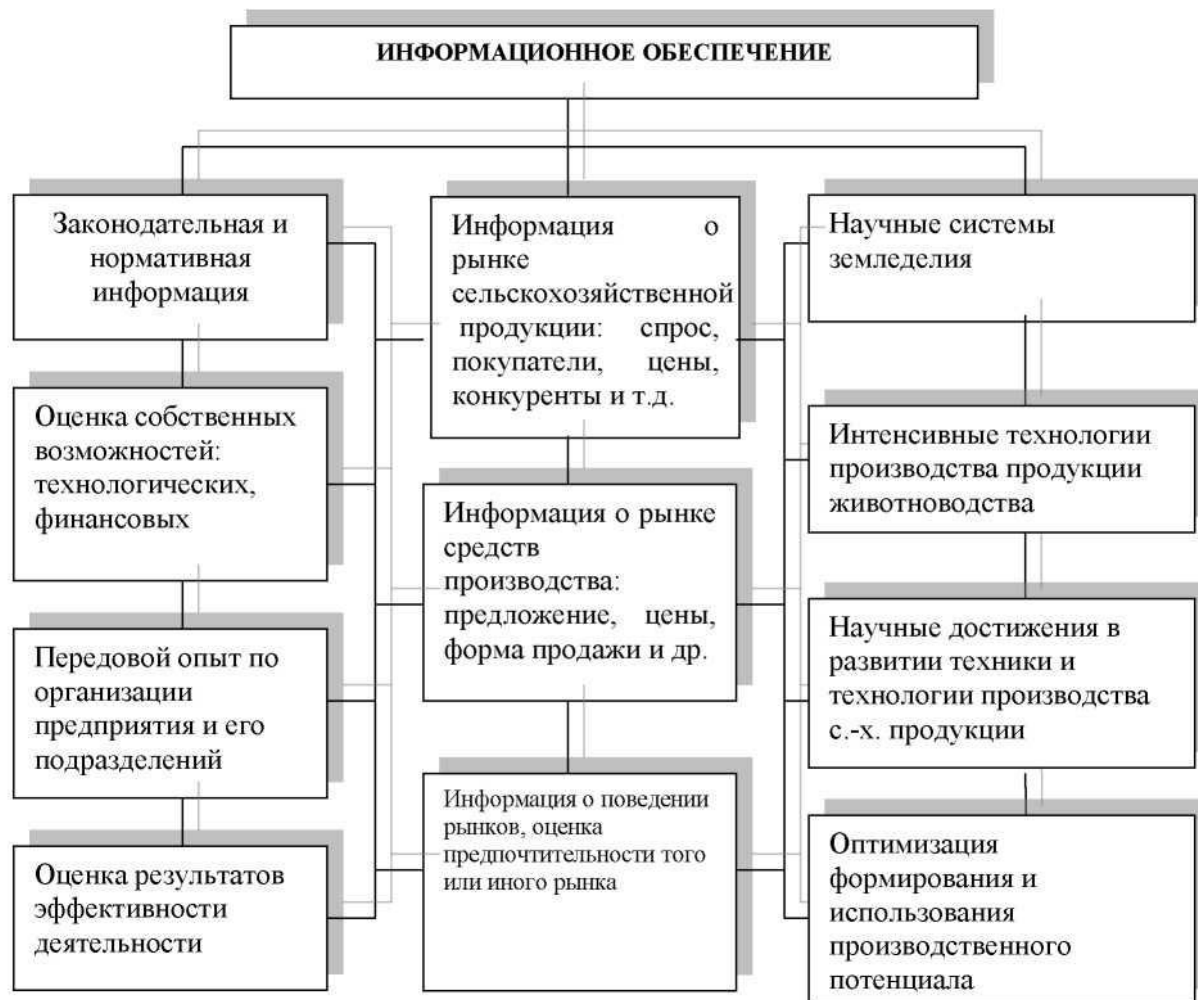 ИНФОРМАЦИОННОЕ ОБЕСПЕЧЕНИЕ
Законодательная и
нормативная
информация
Оценка собственных
возможностей:
технологических,
финансовых
Передовой опыт по
организации
предприятия и его
подразделений
Оценка результатов
эффективности
деятельности
Информация о
рынке
сельскохозяйственной
продукции: спрос,
покупатели, цены,
конкуренты и т.д.
Информация о рынке
средств
производства:
предложение, цены,
форма продажи и др.
Информация о поведении
рынков, оценка
предпочтительности того
или иного рынка
Научные системы
земледелия
Интенсивные технологии
производства продукции
животноводства
Научные достижения в
развитии техники и
технологии производства
с.-х. продукции
Оптимизация
формирования и
использования
производственного
потенциала